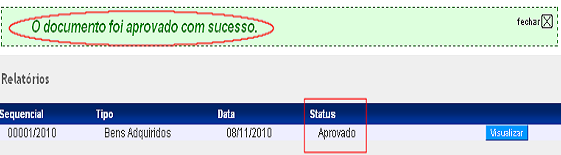 O documento foi aprovado com sucesso.
fechar X
Relatórios
Sequencial Tipo Data Status
00001/2010 Bens Adquiridos 08/11/2010 Aprovado Visualizar